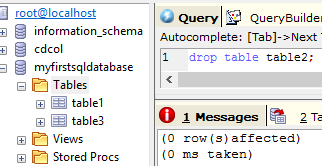 root@localhost
information_schema
cdcol
myfirstsqldatabase
Tables
table1
table3
Views
Stored Procs
Query
QueryBuilder
Autocomplete: [Tab]->Next
1 drop table table2;
1 Messages
2 Ta
(0 row(s)affected)
(0 ms taken)